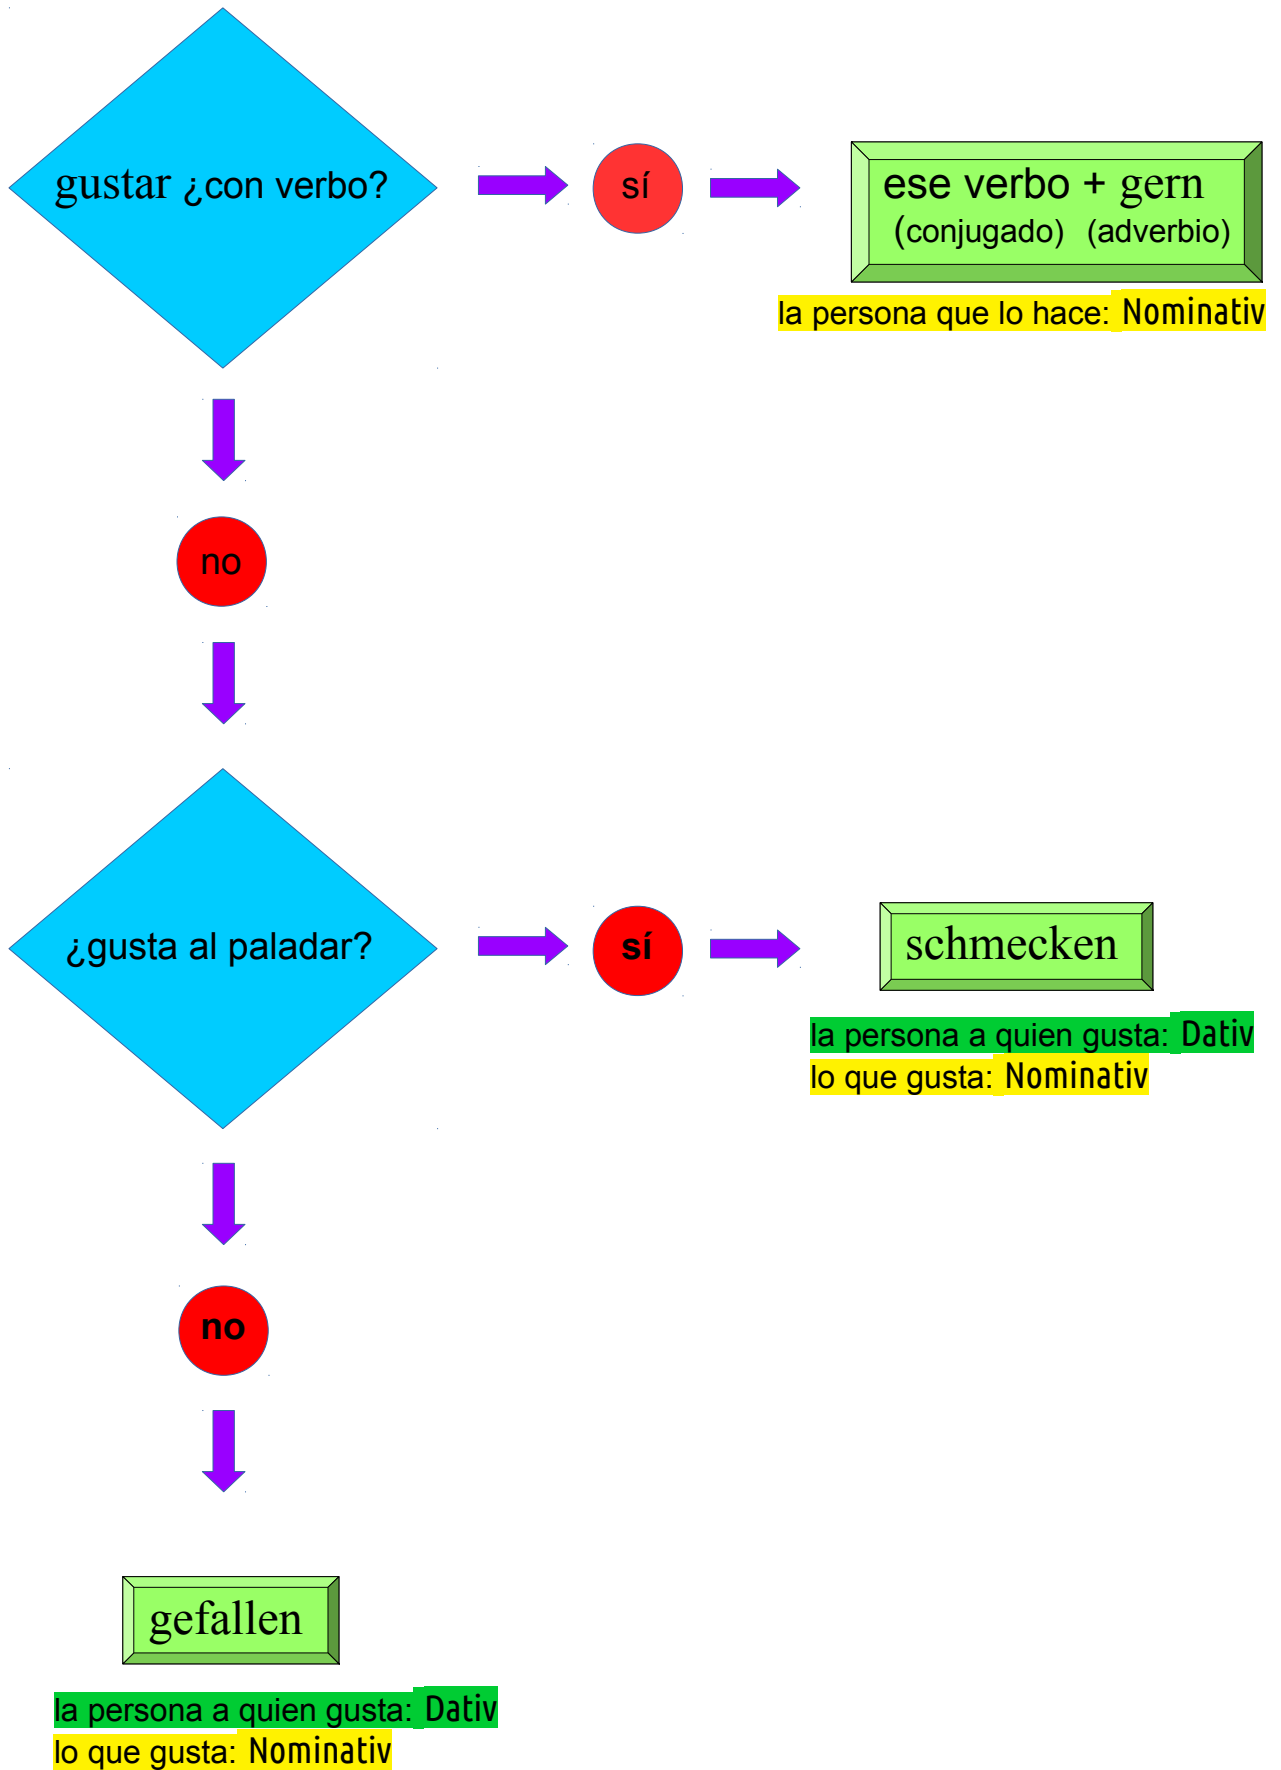 gustar ¿con verbo?
sí
ese verbo + gern
(conjugado) (adverbio)
la persona que lo hace: Nominativ
no
¿gusta al paladar?
sí
schmecken
la persona a quien gusta: Dativ
lo que gusta: Nominativ
no
gefallen
la persona a quien gusta: Dativ
lo que gusta: Nominativ